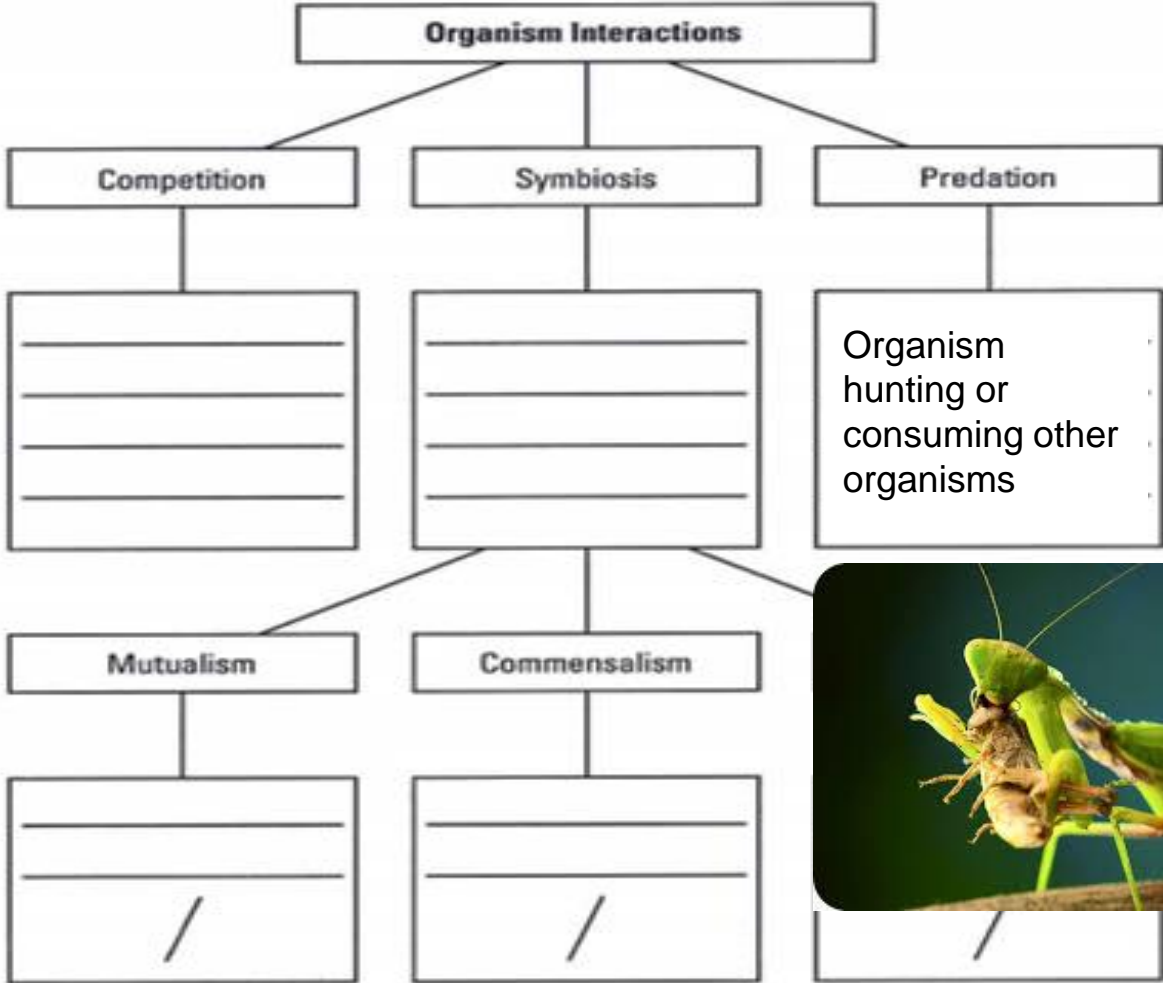 Organism Interactions
Competition
Symbiosis
Predation
Organism
hunting or
consuming other
organisms
Mutualism
Commensalism
/
/
/